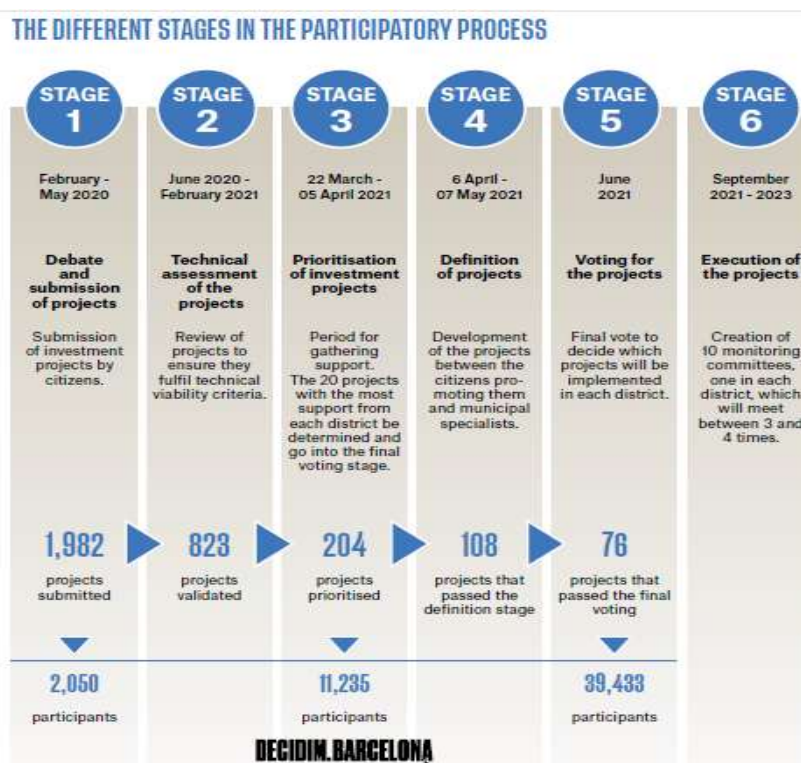 THE DIFFERENT STAGES IN THE PARTICIPATORY PROCESS
STAGE
1
February -
May 2020
Debate
and
submission
of projects
Submission
of investment
projects by
citizens.
1,982
projects
submitted
2,050
participants
STAGE
2
June 2020 -
February 2021
Technical
assessment
of the
projects
Review of
projects to
ensure they
fulfil technical
viability criteria.
823
projects
validated
STAGE
3
22 March -
05 April 2021
Prioritisation
of investment
projects
Period for
gathering
support.
The 20 projects
with the most
support from
each district be
determined and
go into the final
voting stage.
204
projects
prioritised
11,235
participants
STAGE
4
6 April -
07 May 2021
Definition
of projects
Development
of the projects
between the
citizens pro-
moting them
and municipal
specialists.
108
projects that
passed the
definition stage
STAGE
5
June
2021
Voting for
the projects
Final vote to
decide which
projects will be
implemented
in each district.
76
projects that
passed the final
voting
39,433
participants
STAGE
6
September
2021 - 2023
Execution of
the projects
Creation of
10 monitoring
committees,
one in each
district, which
will meet
between 3 and
4 times.
DECIDIM.BARCELONA